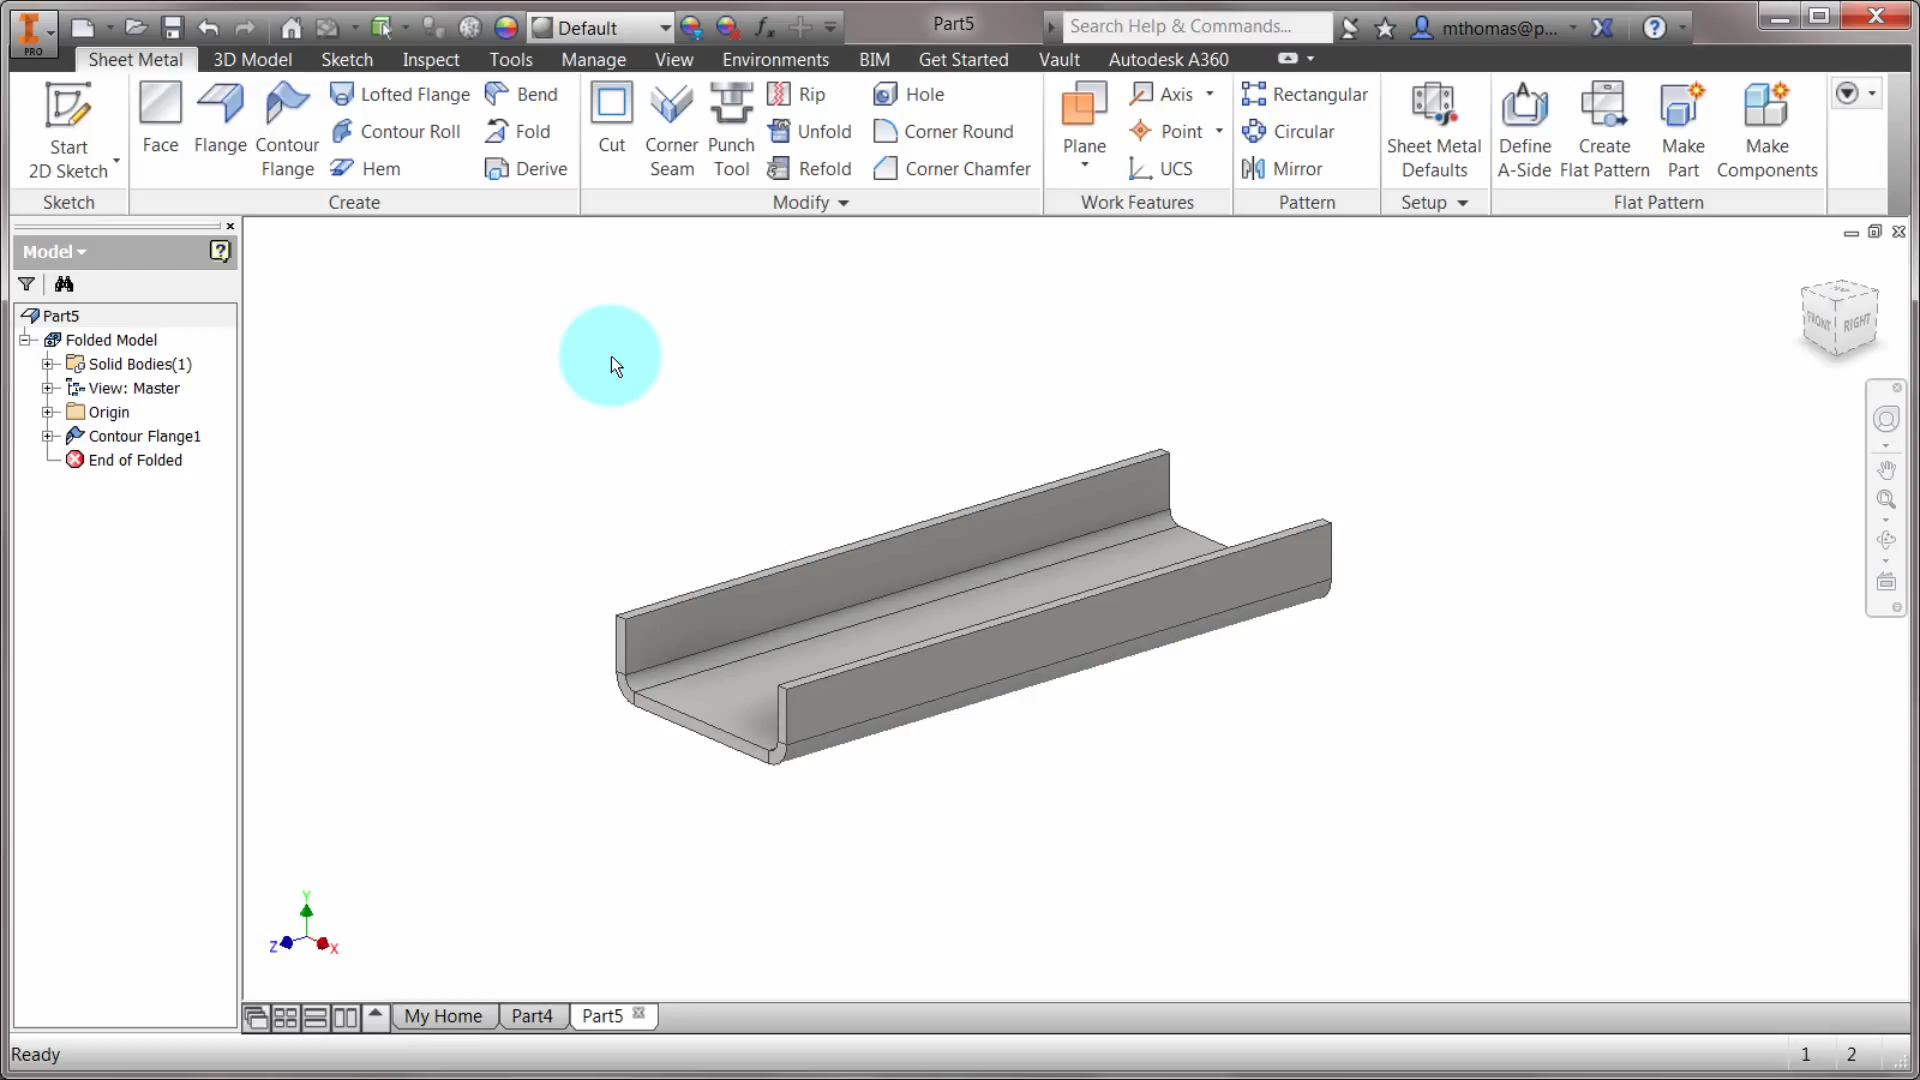 PRO
Default
Part5
Search Help & Commands...
mthomas@p...
Sheet Metal
3D Model
Sketch
Inspect
Tools
Manage
View
Environments
BIM
Get Started
Vault
Autodesk A360
Start
2D Sketch
Sketch
Face
Flange
Contour
Flange
Lofted Flange
Contour Roll
Hem
Bend
Fold
Derive
Create
Cut
Corner
Seam
Punch
Tool
Rip
Unfold
Refold
Hole
Corner Round
Corner Chamfer
Modify
Plane
Axis
Point
UCS
Work Features
Rectangular
Circular
Mirror
Pattern
Sheet Metal
Defaults
Setup
Define
A-Side
Create
Flat Pattern
Make
Part
Make
Components
Flat Pattern
Model
Part5
Folded Model
Solid Bodies(1)
View: Master
Origin
Contour Flange1
End of Folded
TOP
FRONT
RIGHT
Y
Z
X
My Home
Part4
Part5
Ready
1
2